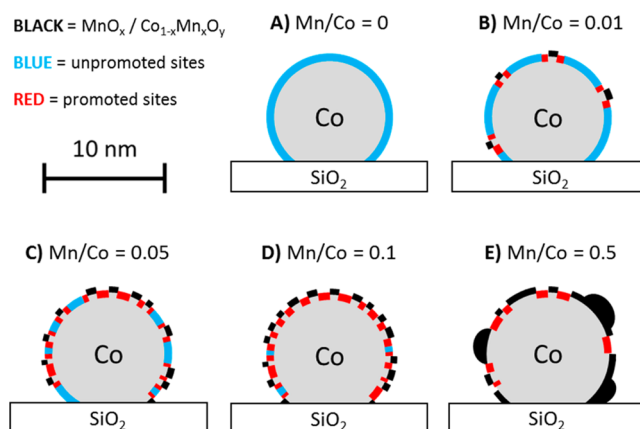 BLACK = MnOₓ / Co₁₋ₓMnₓOᵧ
BLUE = unpromoted sites
RED = promoted sites
10 nm
A) Mn/Co = 0
Co
SiO₂
B) Mn/Co = 0.01
Co
SiO₂
C) Mn/Co = 0.05
Co
SiO₂
D) Mn/Co = 0.1
Co
SiO₂
E) Mn/Co = 0.5
Co
SiO₂